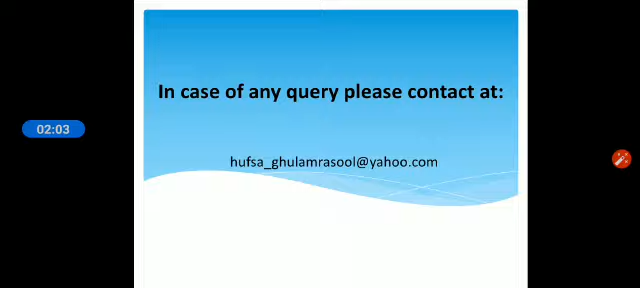 In case of any query please contact at:
02:03
hufsa_ghulamrasool@yahoo.com